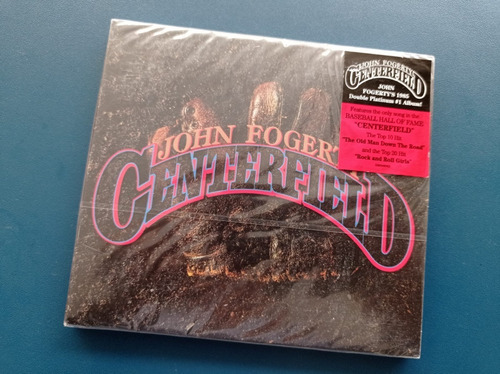 JOHN FOGERTY
CENTERFIELD
JOHN FOGERTY
CENTERFIELD
JOHN
FOGERTY'S 1985
Double Platinum #1 Album!
Features the only song in the
BASEBALL HALL OF FAME
"CENTERFIELD"
The Top 10 Hit
"The Old Man Down The Road"
and the Top 20 Hit
"Rock and Roll Girls"